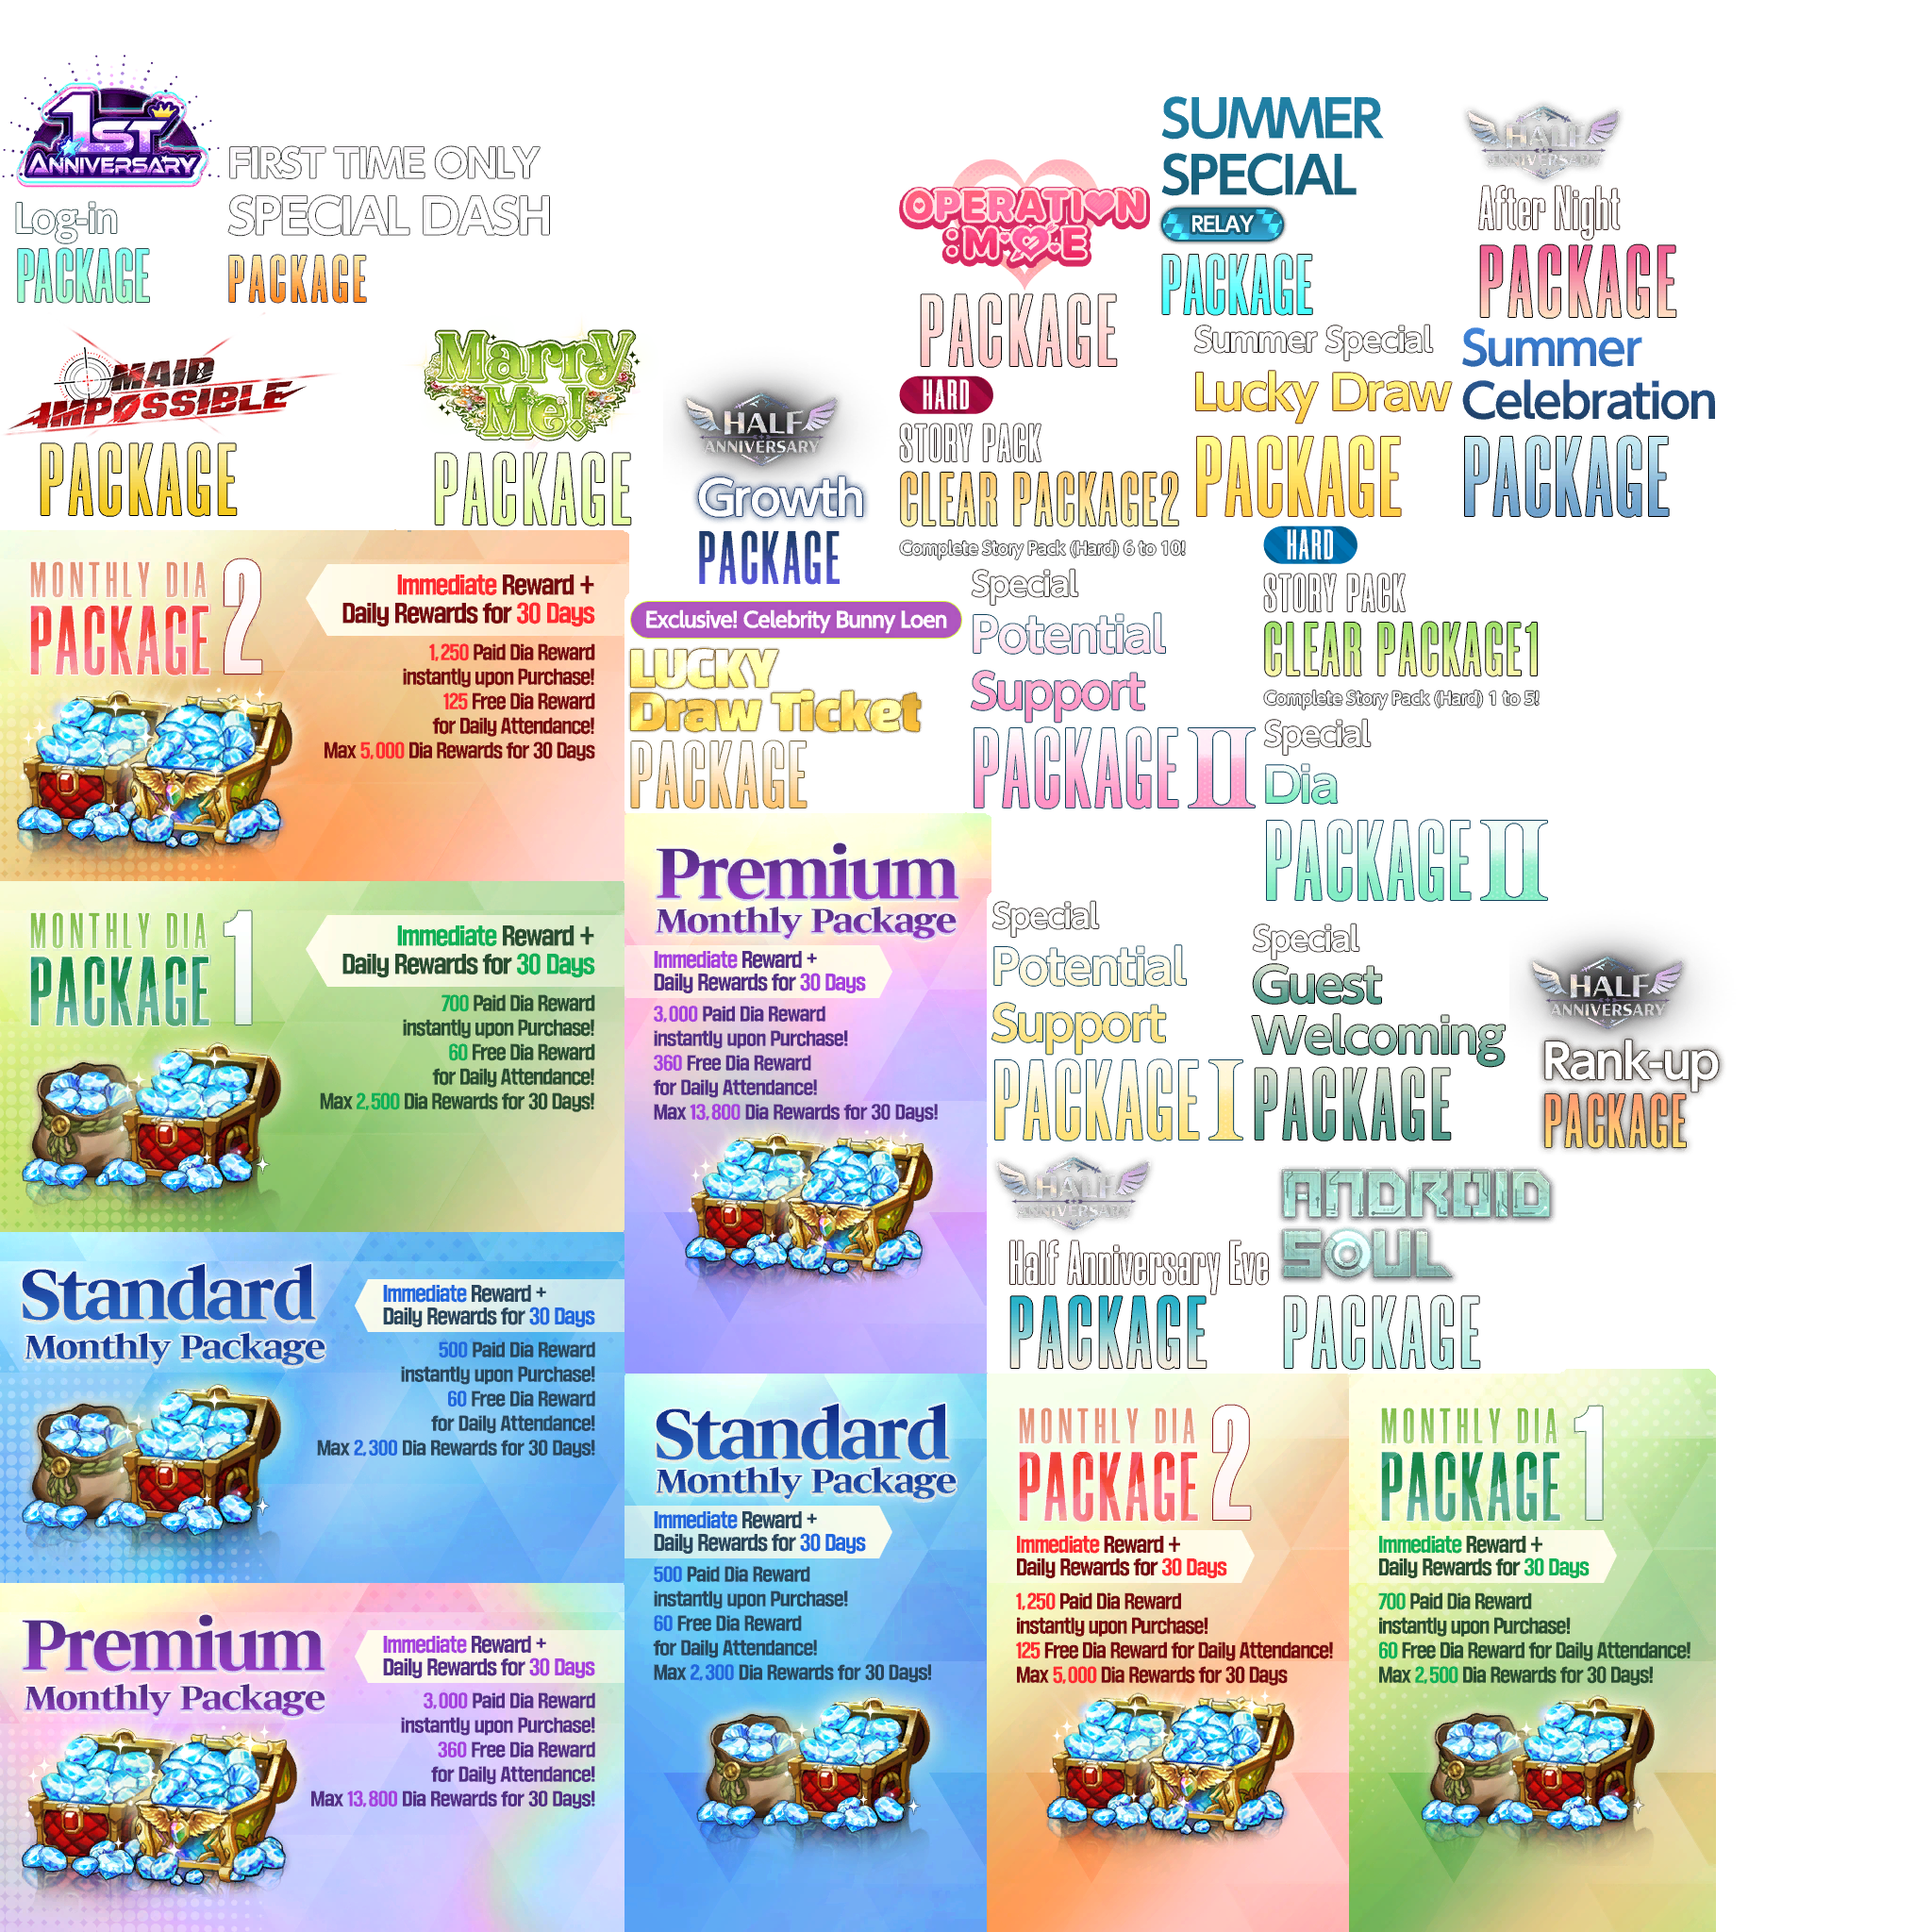 1ST
ANNIVERSARY
Log-in
PACKAGE
FIRST TIME ONLY
SPECIAL DASH
PACKAGE
OPERATION
:MOE
PACKAGE
SUMMER
SPECIAL
RELAY
PACKAGE
HALF
ANNIVERSARY
After Night
PACKAGE
MAID
IMPOSSIBLE
PACKAGE
Marry
Me!
PACKAGE
HALF
ANNIVERSARY
Growth
PACKAGE
HARD
STORY PACK
CLEAR PACKAGE2
Complete Story Pack (Hard) 6 to 10!
Summer Special
Lucky Draw
PACKAGE
Summer
Celebration
PACKAGE
MONTHLY DIA
PACKAGE 2
Immediate Reward +
Daily Rewards for 30 Days
1,250 Paid Dia Reward
instantly upon Purchase!
125 Free Dia Reward
for Daily Attendance!
Max 5,000 Dia Rewards for 30 Days
Exclusive! Celebrity Bunny Loen
LUCKY
Draw Ticket
PACKAGE
Special
Potential
Support
PACKAGE II
HARD
STORY PACK
CLEAR PACKAGE1
Complete Story Pack (Hard) 1 to 5!
Special
Dia
PACKAGE II
MONTHLY DIA
PACKAGE 1
Immediate Reward +
Daily Rewards for 30 Days
700 Paid Dia Reward
instantly upon Purchase!
60 Free Dia Reward
for Daily Attendance!
Max 2,500 Dia Rewards for 30 Days!
Premium
Monthly Package
Immediate Reward +
Daily Rewards for 30 Days
3,000 Paid Dia Reward
instantly upon Purchase!
360 Free Dia Reward
for Daily Attendance!
Max 13,800 Dia Rewards for 30 Days!
Special
Potential
Support
PACKAGE I
Special
Guest
Welcoming
PACKAGE
HALF
ANNIVERSARY
Rank-up
PACKAGE
HALF
ANNIVERSARY
Half Anniversary Eve
PACKAGE
ANDROID
SOUL
PACKAGE
Standard
Monthly Package
Immediate Reward +
Daily Rewards for 30 Days
500 Paid Dia Reward
instantly upon Purchase!
60 Free Dia Reward
for Daily Attendance!
Max 2,300 Dia Rewards for 30 Days!
Premium
Monthly Package
Immediate Reward +
Daily Rewards for 30 Days
3,000 Paid Dia Reward
instantly upon Purchase!
360 Free Dia Reward
for Daily Attendance!
Max 13,800 Dia Rewards for 30 Days!
Standard
Monthly Package
Immediate Reward +
Daily Rewards for 30 Days
500 Paid Dia Reward
instantly upon Purchase!
60 Free Dia Reward
for Daily Attendance!
Max 2,300 Dia Rewards for 30 Days!
MONTHLY DIA
PACKAGE 2
Immediate Reward +
Daily Rewards for 30 Days
1,250 Paid Dia Reward
instantly upon Purchase!
125 Free Dia Reward for Daily Attendance!
Max 5,000 Dia Rewards for 30 Days
MONTHLY DIA
PACKAGE 1
Immediate Reward +
Daily Rewards for 30 Days
700 Paid Dia Reward
instantly upon Purchase!
60 Free Dia Reward for Daily Attendance!
Max 2,500 Dia Rewards for 30 Days!